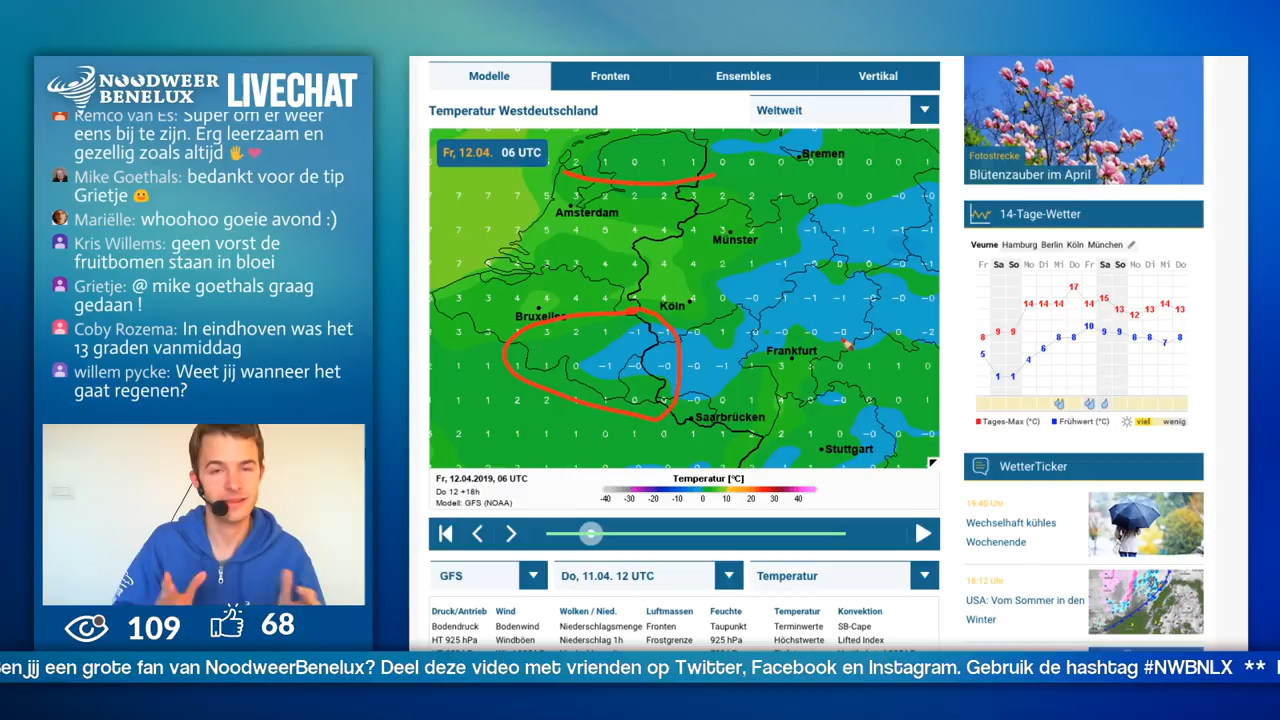 NOODWEER
BENELUX
LIVECHAT
Remco van Es: Super om er weer
eens bij te zijn. Erg leerzaam en
gezellig zoals altijd 🖐❤
Mike Goethals: bedankt voor de tip
Grietje 🙂
Mariëlle: whoohoo goeie avond :)
Kris Willems: geen vorst de
fruitbomen staan in bloei
Grietje: @ mike goethals graag
gedaan !
Coby Rozema: In eindhoven was het
13 graden vanmiddag
willem pycke: Weet jij wanneer het
gaat regenen?
109
68
Modelle Fronten Ensembles Vertikal
Temperatur Westdeutschland
Weltweit
Fr, 12.04. 06 UTC
Bremen
Amsterdam
Münster
Köln
Bruxelles
Frankfurt
Saarbrücken
Stuttgart
Fr, 12.04.2019, 06 UTC
Do 12 +18h
Modell: GFS (NOAA)
Temperatur [°C]
-40 -30 -20 -10 0 10 20 30 40
GFS
Do, 11.04. 12 UTC
Temperatur
Druck/Antrieb Wind Wolken / Nied. Luftmassen Feuchte Temperatur Konvektion
Bodendruck Bodenwind Niederschlagsmenge Fronten Taupunkt Terminwerte SB-Cape
HT 925 hPa Windböen Niederschlag 1h Frostgrenze 925 hPa Höchstwerte Lifted Index
Fotostrecke
Blütenzauber im April
14-Tage-Wetter
Veurne Hamburg Berlin Köln München
Fr Sa So Mo Di Mi Do Fr Sa So Mo Do Mi Do
8 9 9 14 14 14 17 14 15 13 12 13 14 13
5 1 1 4 6 8 8 10 9 9 8 8 7 8
Tages-Max (°C) Frühwert (°C) viel wenig
WetterTicker
19:40 Uhr
Wechselhaft kühles
Wochenende
18:12 Uhr
USA: Vom Sommer in den
Winter
Ben jij een grote fan van NoodweerBenelux? Deel deze video met vrienden op Twitter, Facebook en Instagram. Gebruik de hashtag #NWBNLX **